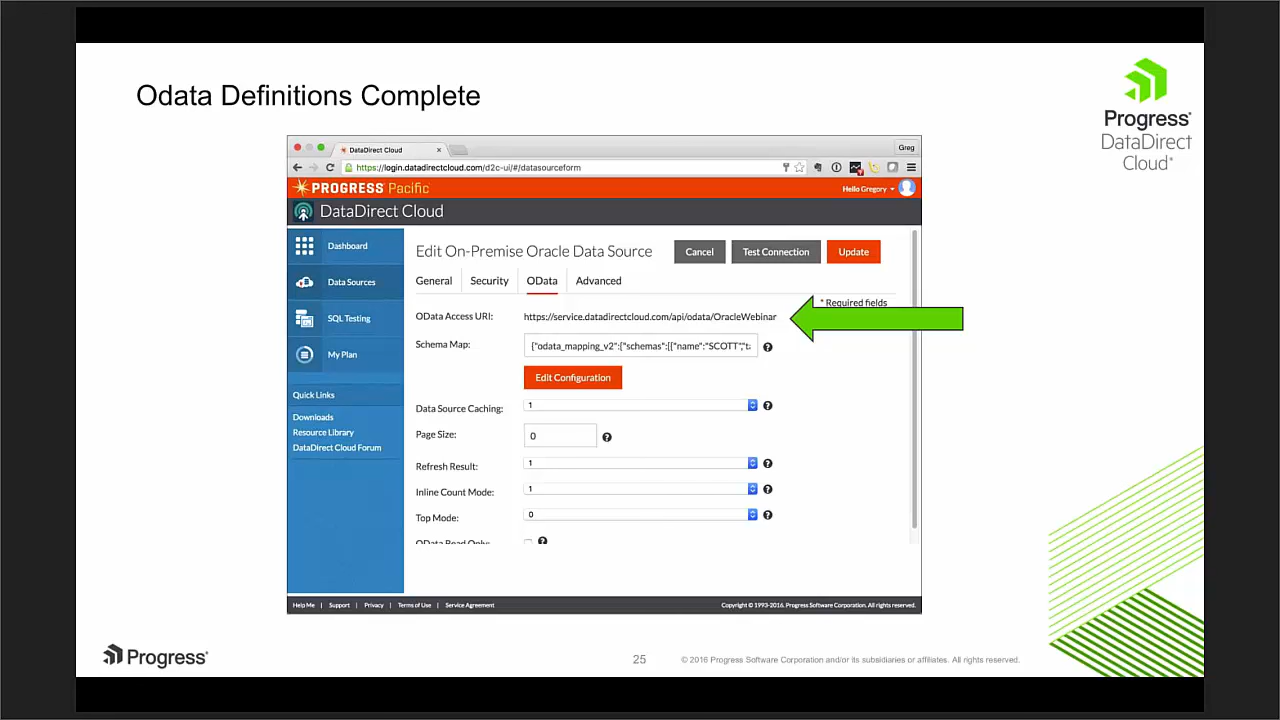 Odata Definitions Complete
Progress®
DataDirect
Cloud®
DataDirect Cloud
Greg
https://login.datadirectcloud.com/d2c-ui/#/datasourceform
PROGRESS Pacific
Hello Gregory
DataDirect Cloud
Dashboard
Data Sources
SQL Testing
My Plan
Quick Links
Downloads
Resource Library
DataDirect Cloud Forum
Edit On-Premise Oracle Data Source
Cancel
Test Connection
Update
General
Security
OData
Advanced
* Required fields
OData Access URI: https://service.datadirectcloud.com/api/odata/OracleWebinar
Schema Map: {"odata_mapping_v2":{"schemas":[{"name":"SCOTT","t
Edit Configuration
Data Source Caching: 1
Page Size: 0
Refresh Result: 1
Inline Count Mode: 1
Top Mode: 0
OData Read Only:
Help Me | Support | Privacy | Terms of Use | Service Agreement
Copyright © 1993-2016. Progress Software Corporation. All rights reserved.
Progress®
25
© 2016 Progress Software Corporation and/or its subsidiaries or affiliates. All rights reserved.